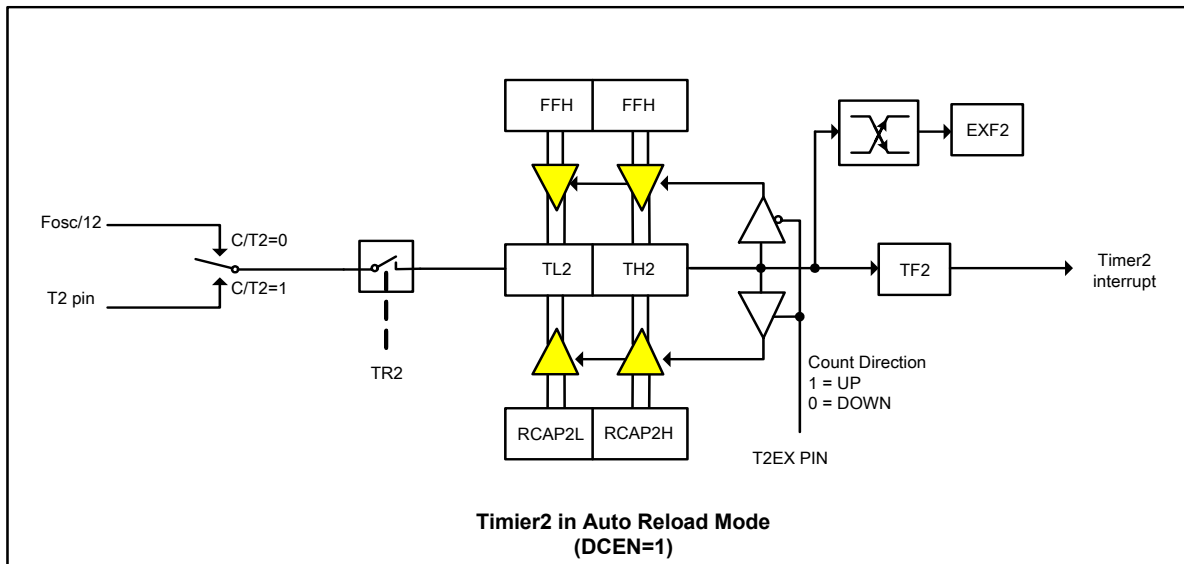 FFH
FFH
EXF2
Fosc/12
C/T2=0
TL2
TH2
TF2
Timer2
interrupt
C/T2=1
T2 pin
TR2
Count Direction
1 = UP
0 = DOWN
RCAP2L
RCAP2H
T2EX PIN
Timier2 in Auto Reload Mode
(DCEN=1)